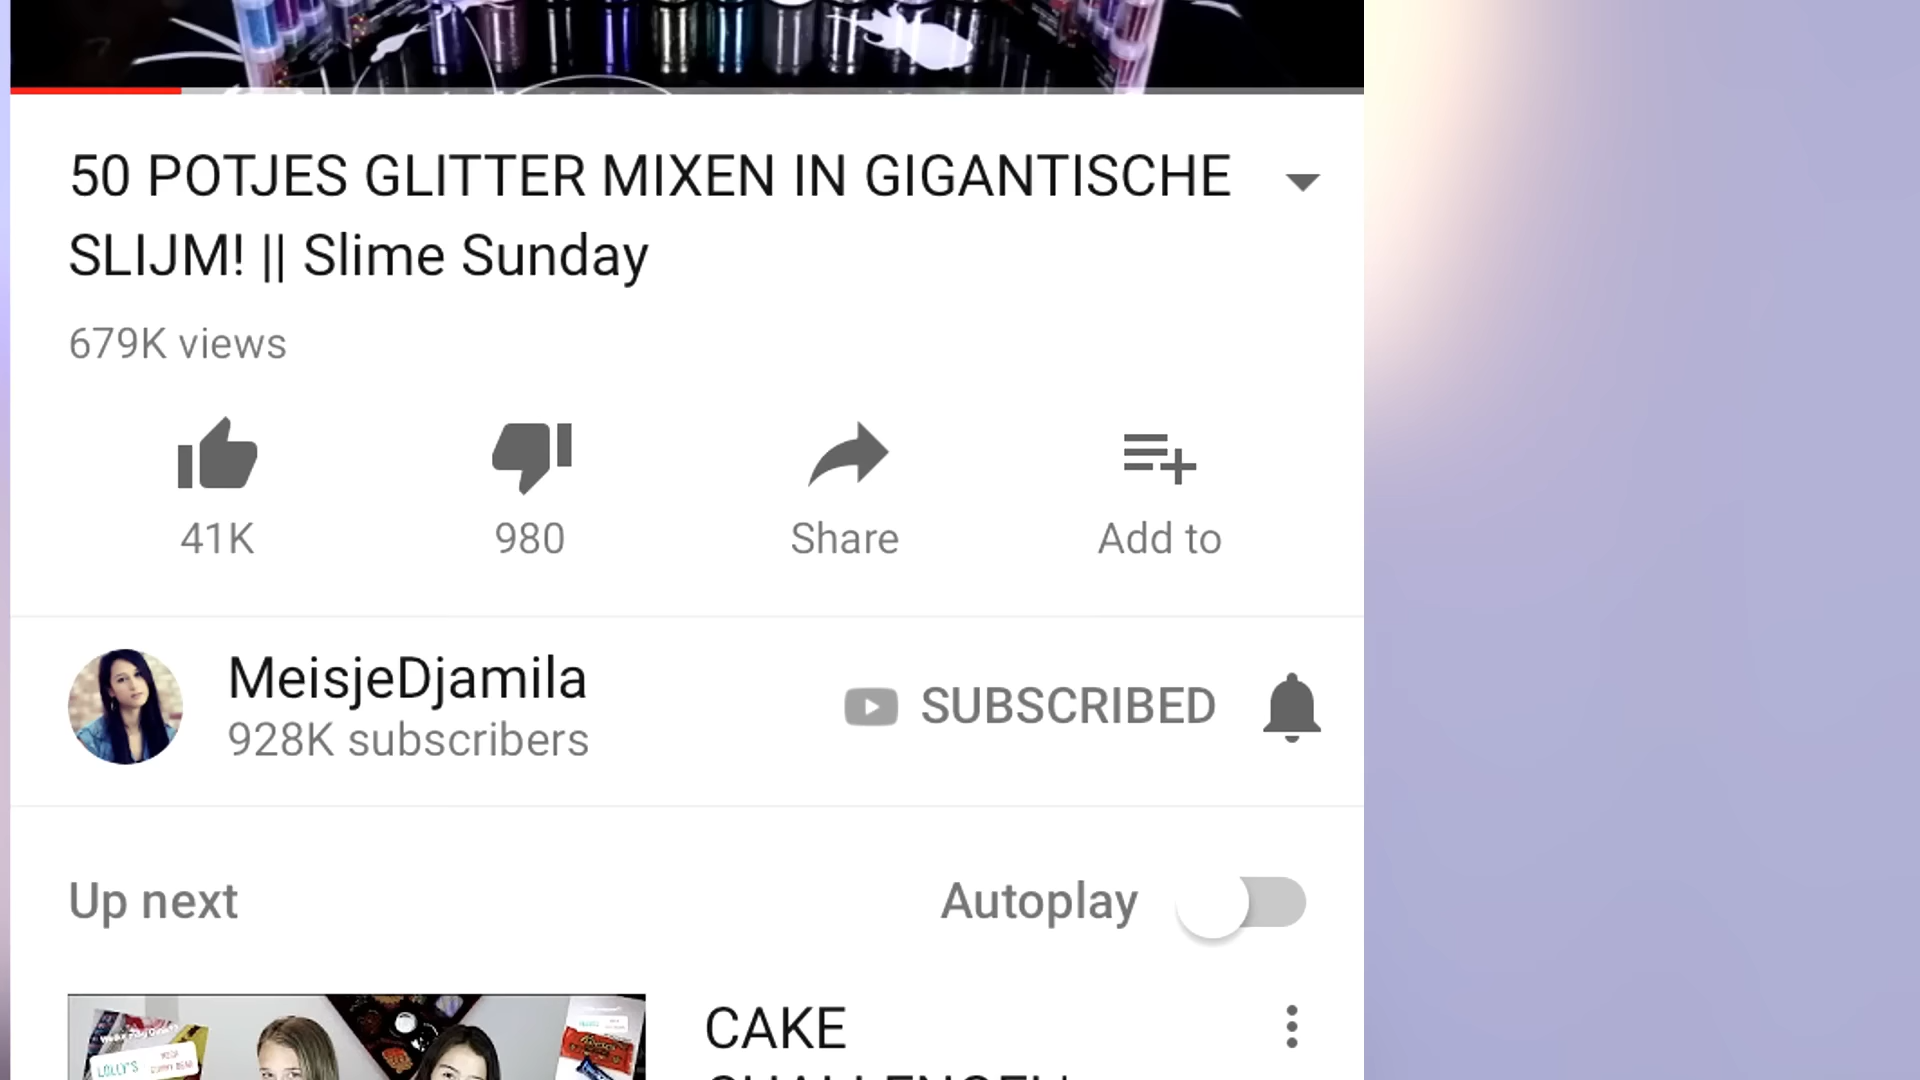 50 POTJES GLITTER MIXEN IN GIGANTISCHE
SLIJM! || Slime Sunday
679K views
41K
980
Share
Add to
MeisjeDjamila
928K subscribers
SUBSCRIBED
Up next
Autoplay
CAKE
LOLLY'S